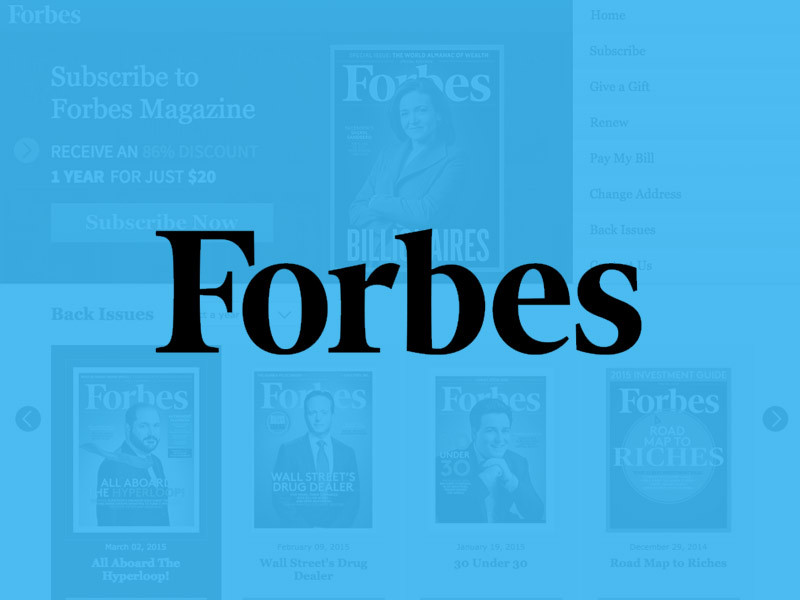 Forbes
Home
Subscribe
Give a Gift
Renew
Pay My Bill
Change Address
Back Issues
Us
Subscribe to
Forbes Magazine
RECEIVE AN 86% DISCOUNT
1 YEAR FOR JUST $20
Subscribe Now
Forbes
BILLIONAIRES
Forbes
Back Issues
Forbes
ALL ABOARD
THE HYPERLOOP!
March 02, 2015
All Aboard The
Hyperloop!
Forbes
WALL STREET'S
DRUG DEALER
February 09, 2015
Wall Street's Drug
Dealer
Forbes
UNDER
30
January 19, 2015
30 Under 30
2015 INVESTMENT GUIDE
Forbes
ROAD
MAP TO
RICHES
December 29, 2014
Road Map to Riches